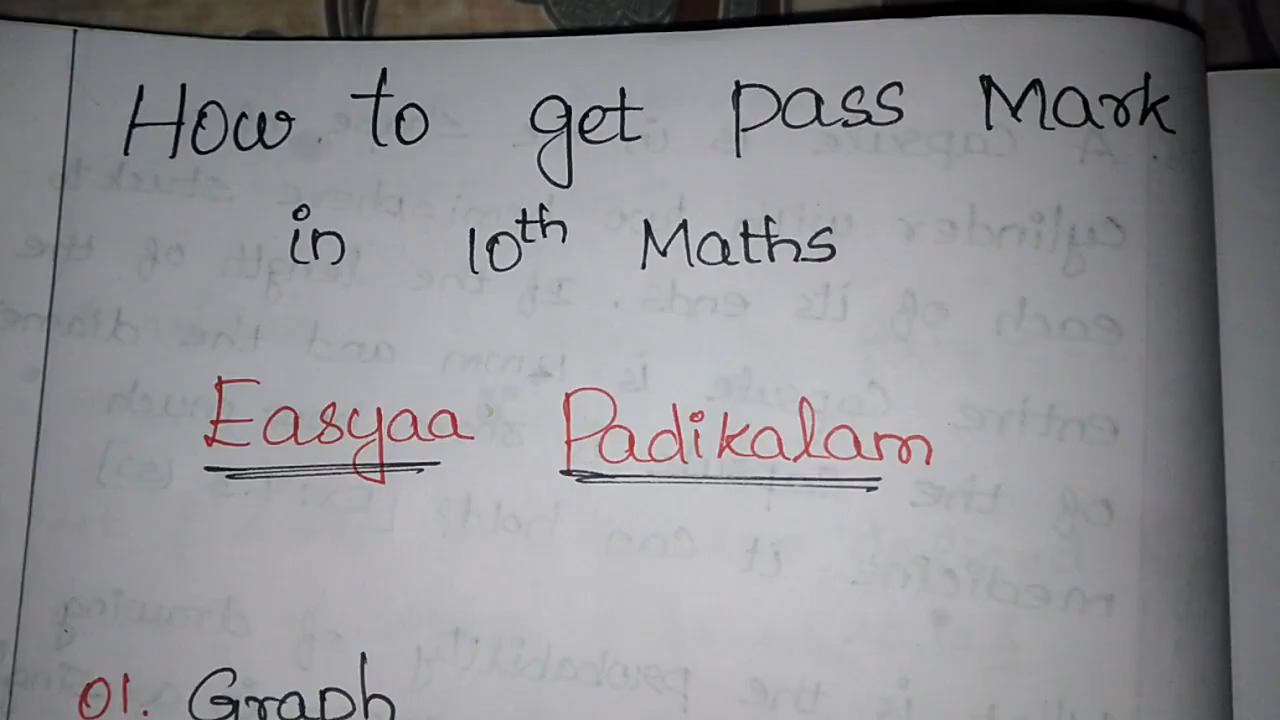 How to get pass Mark
in 10th Maths
Easyaa Padikalam
01. Graph